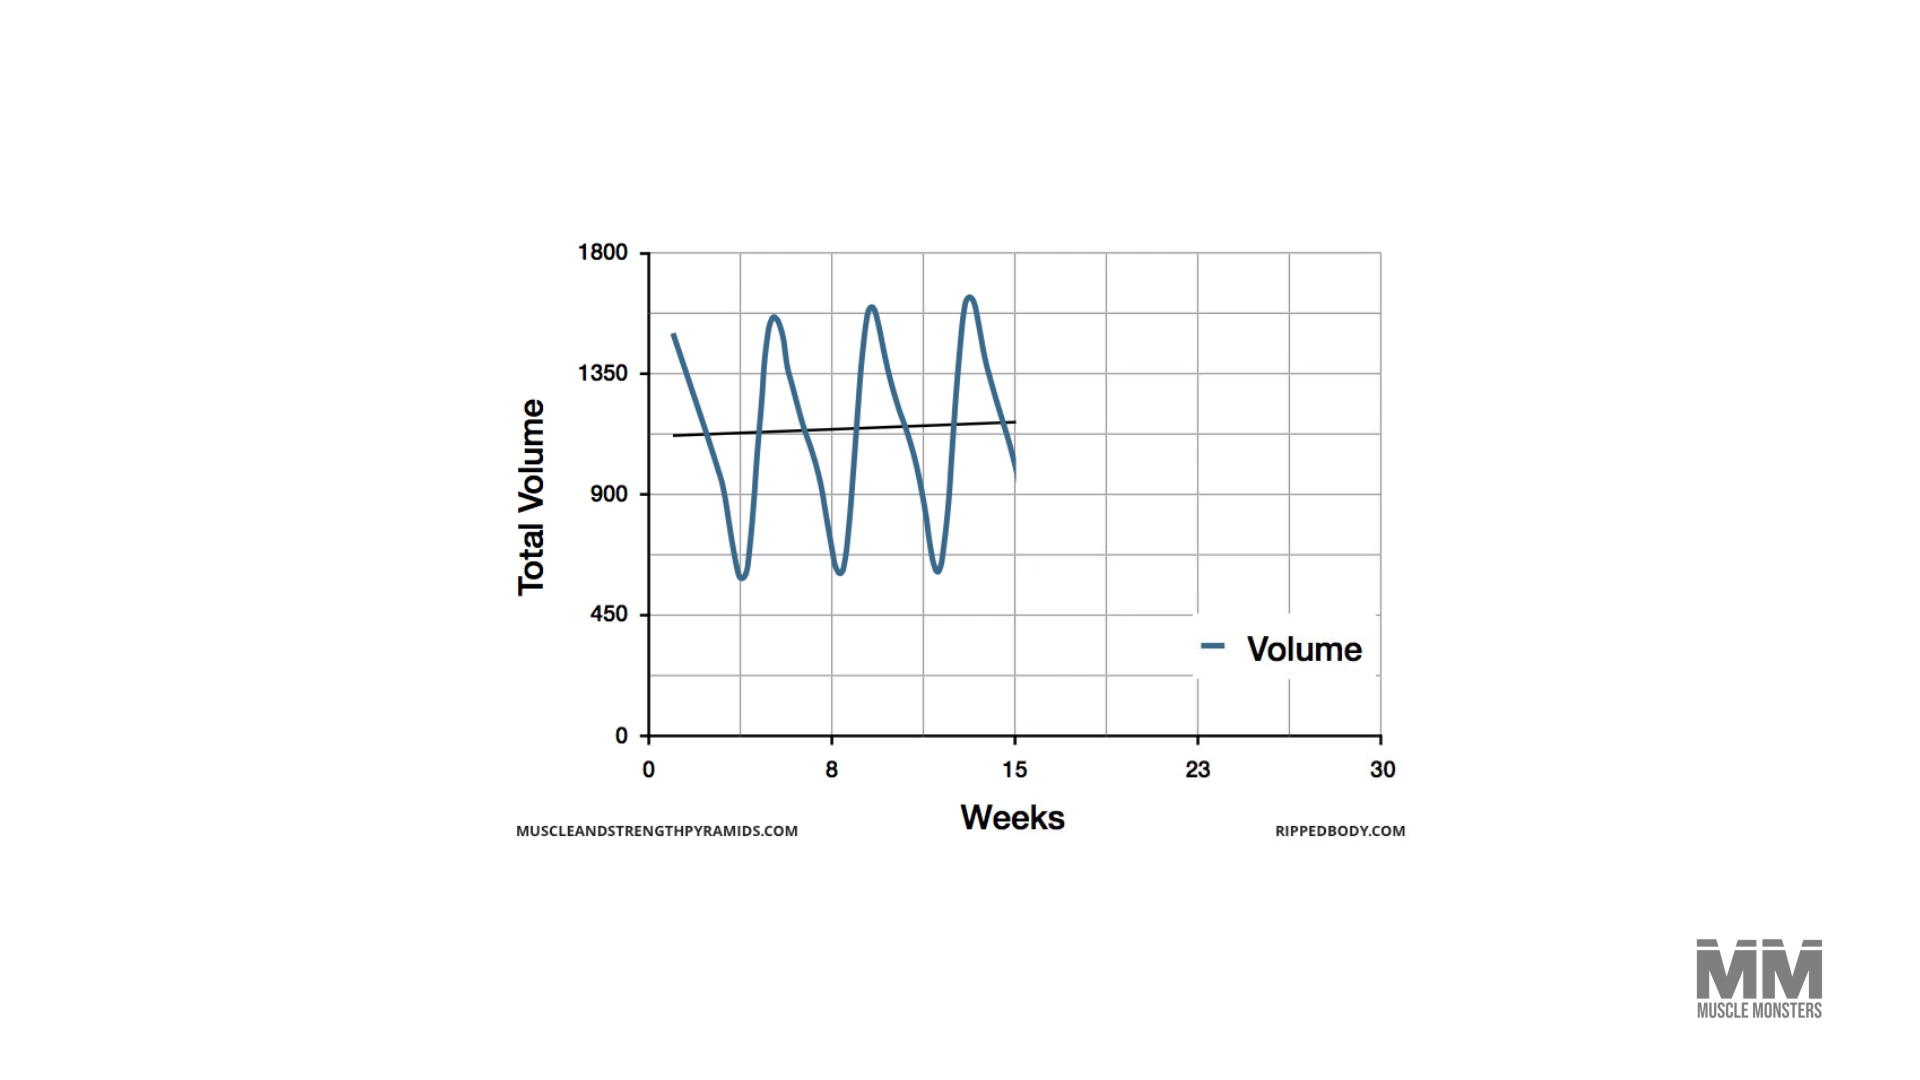 1800
1350
900
450
0
Total Volume
Volume
0 8 15 23 30
Weeks
MUSCLEANDSTRENGTHPYRAMIDS.COM
RIPPEDBODY.COM
MM
MUSCLE MONSTERS